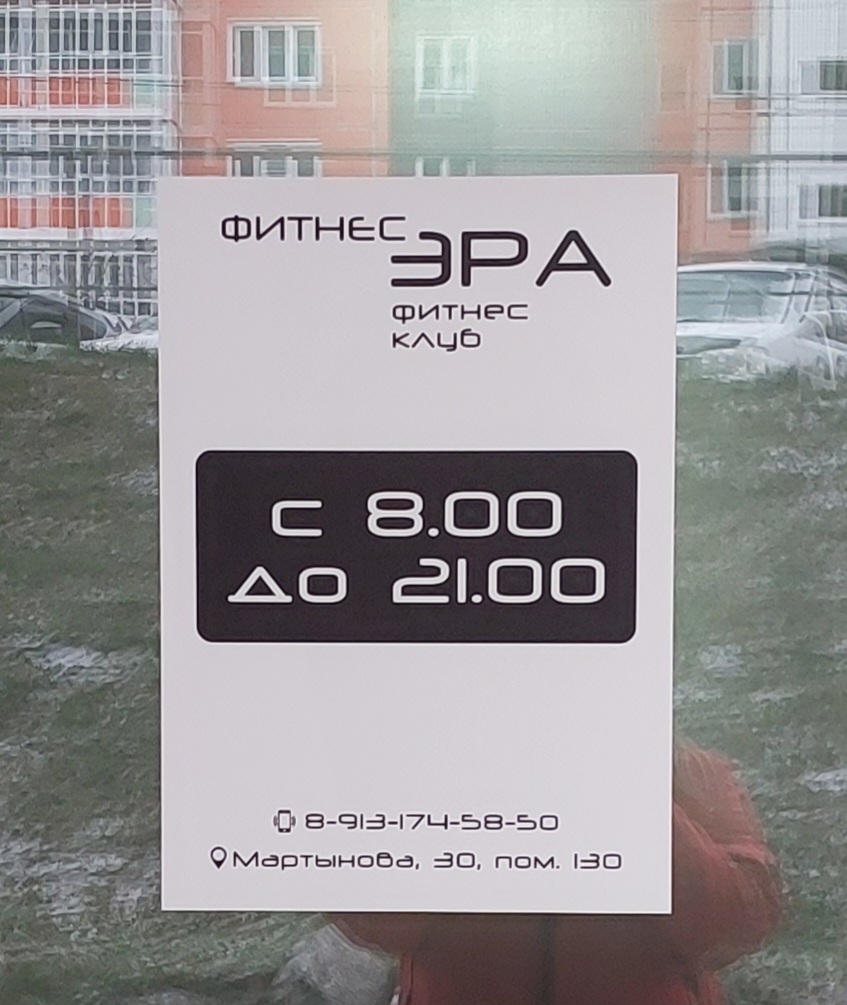 ФИТНЕС
ЭРА
фитнес
клуб
с 8.00
до 21.00
8-913-174-58-50
Мартынова, 30, пом. 130